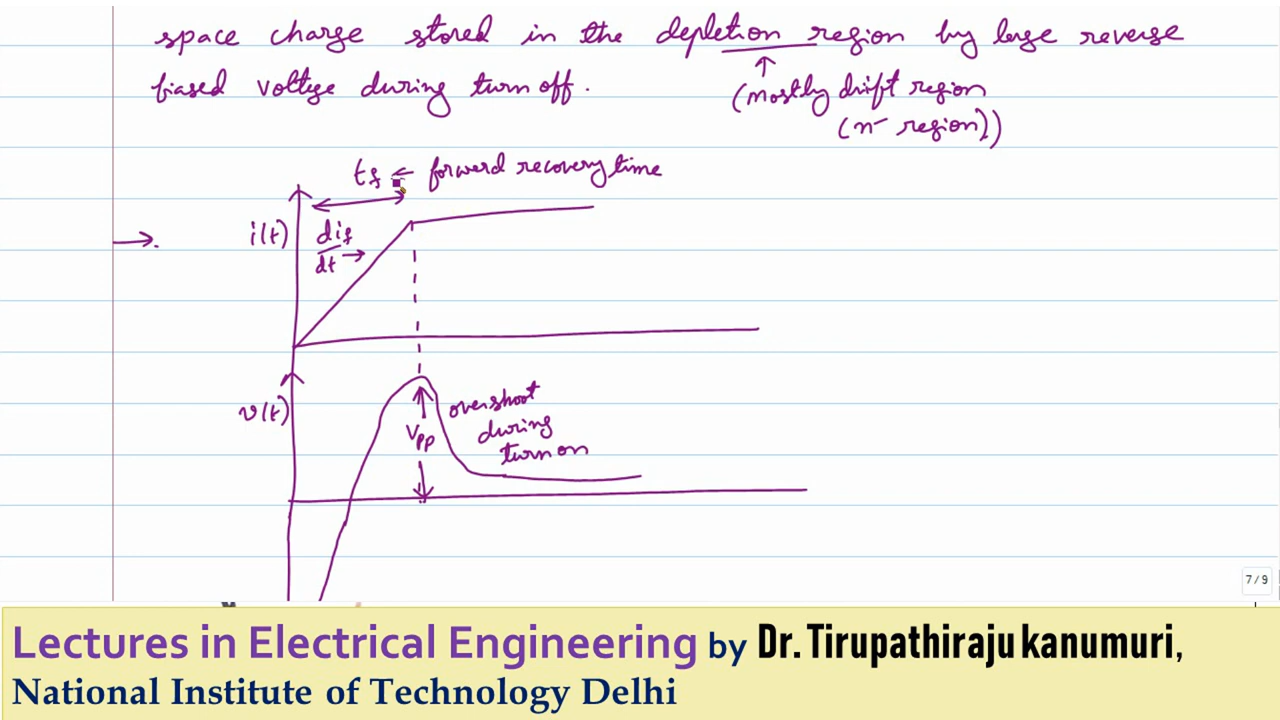 space charge stored in the depletion region by large reverse
biased voltage during turn off.
(mostly drift region
(n⁻ region))
tf ← forward recovery time
i(t)
dif
dt →
v(t)
Vpp
overshoot
during
turn on
7 / 9
Lectures in Electrical Engineering by Dr. Tirupathiraju kanumuri,
National Institute of Technology Delhi